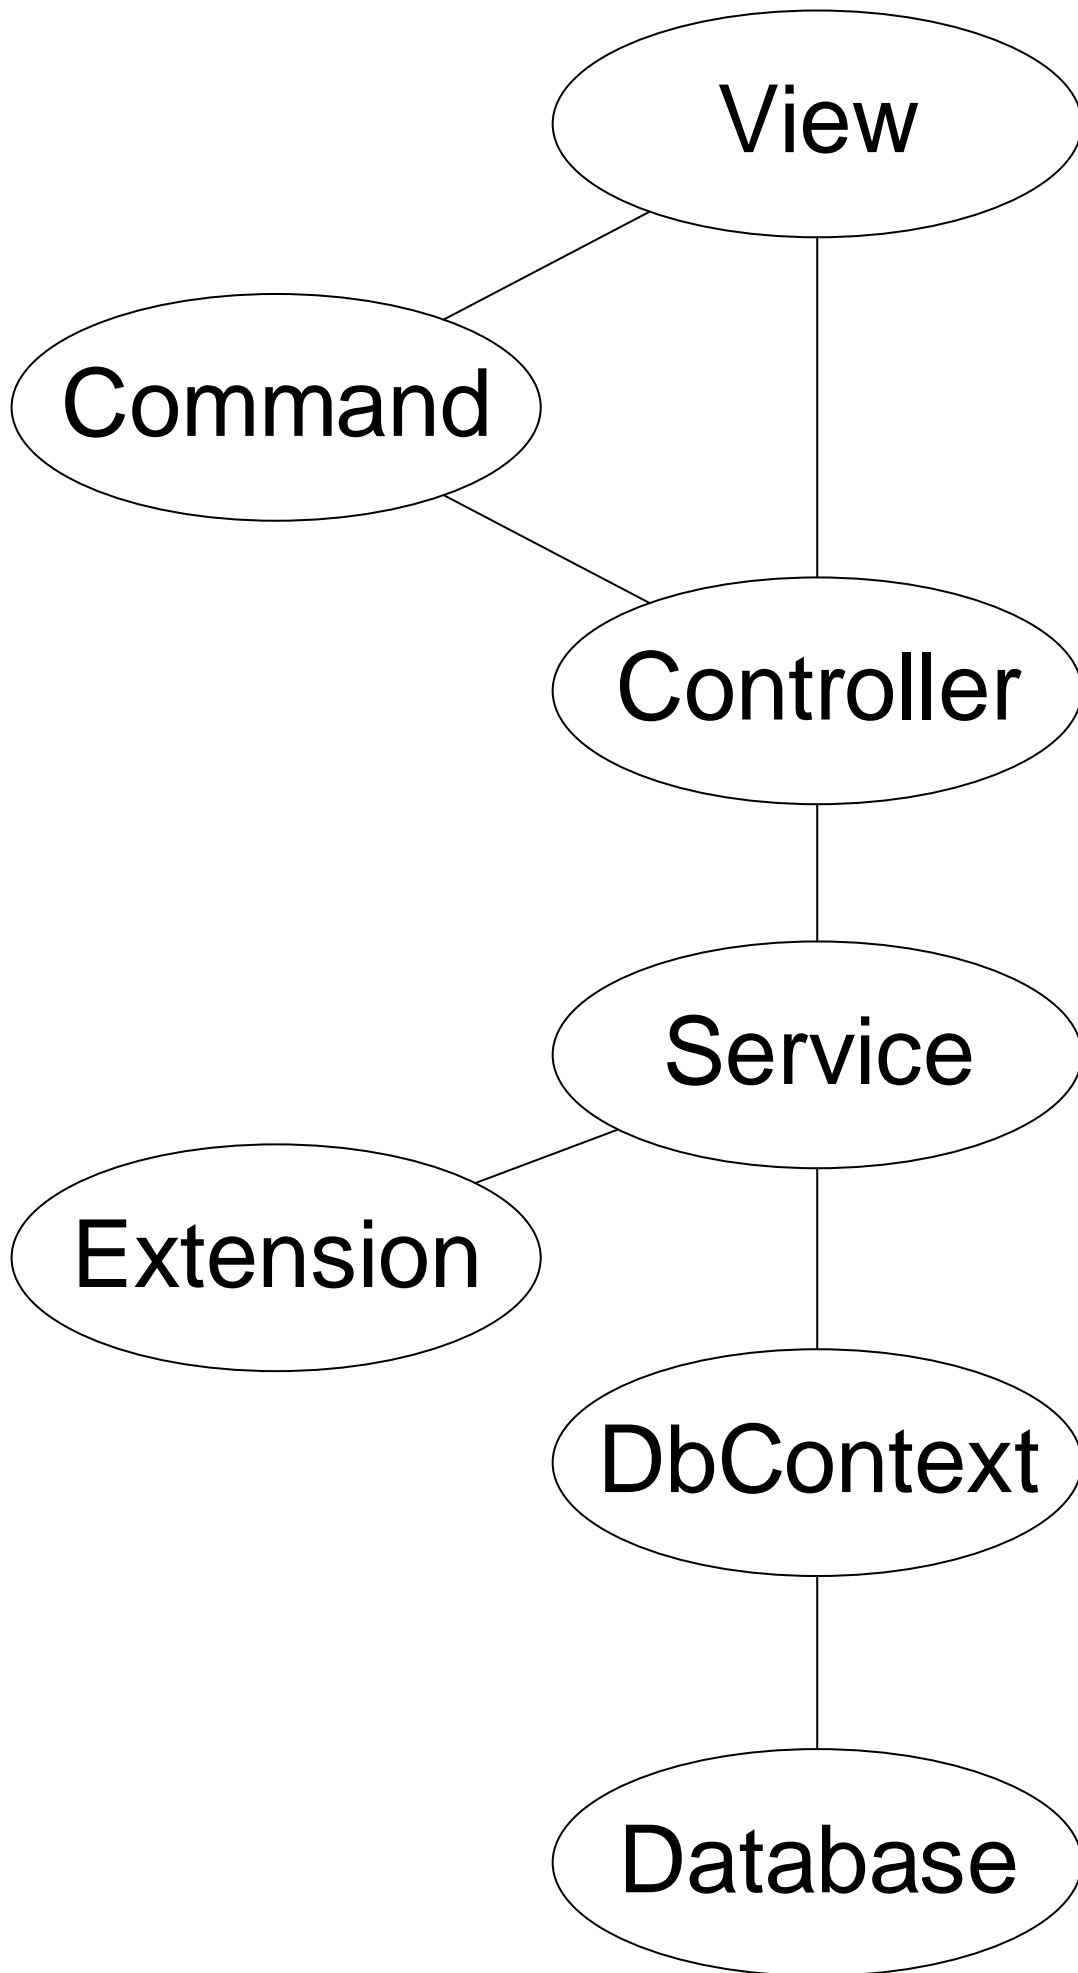 View
Command
Controller
Service
Extension
DbContext
Database